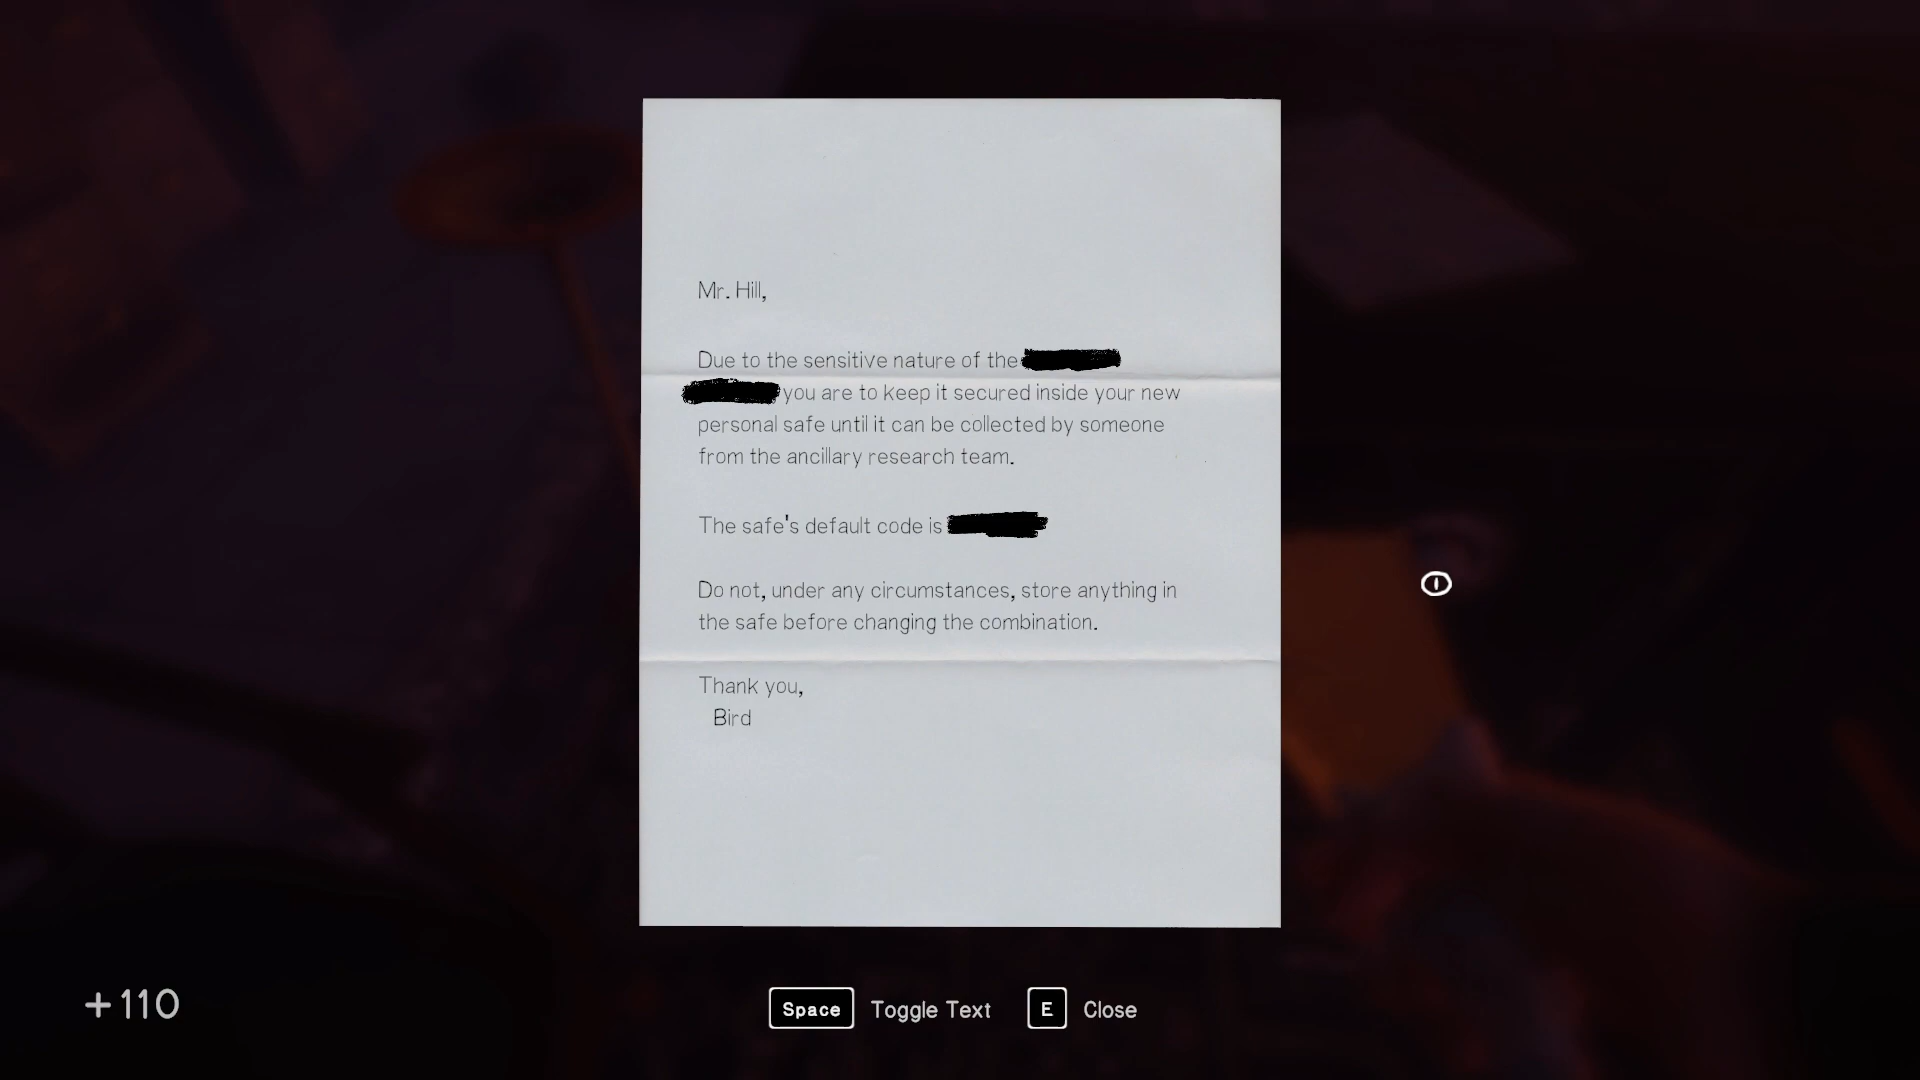 Mr. Hill,
Due to the sensitive nature of the
you are to keep it secured inside your new
personal safe until it can be collected by someone
from the ancillary research team.
The safe's default code is
Do not, under any circumstances, store anything in
the safe before changing the combination.
Thank you,
Bird
+110
Space Toggle Text E Close